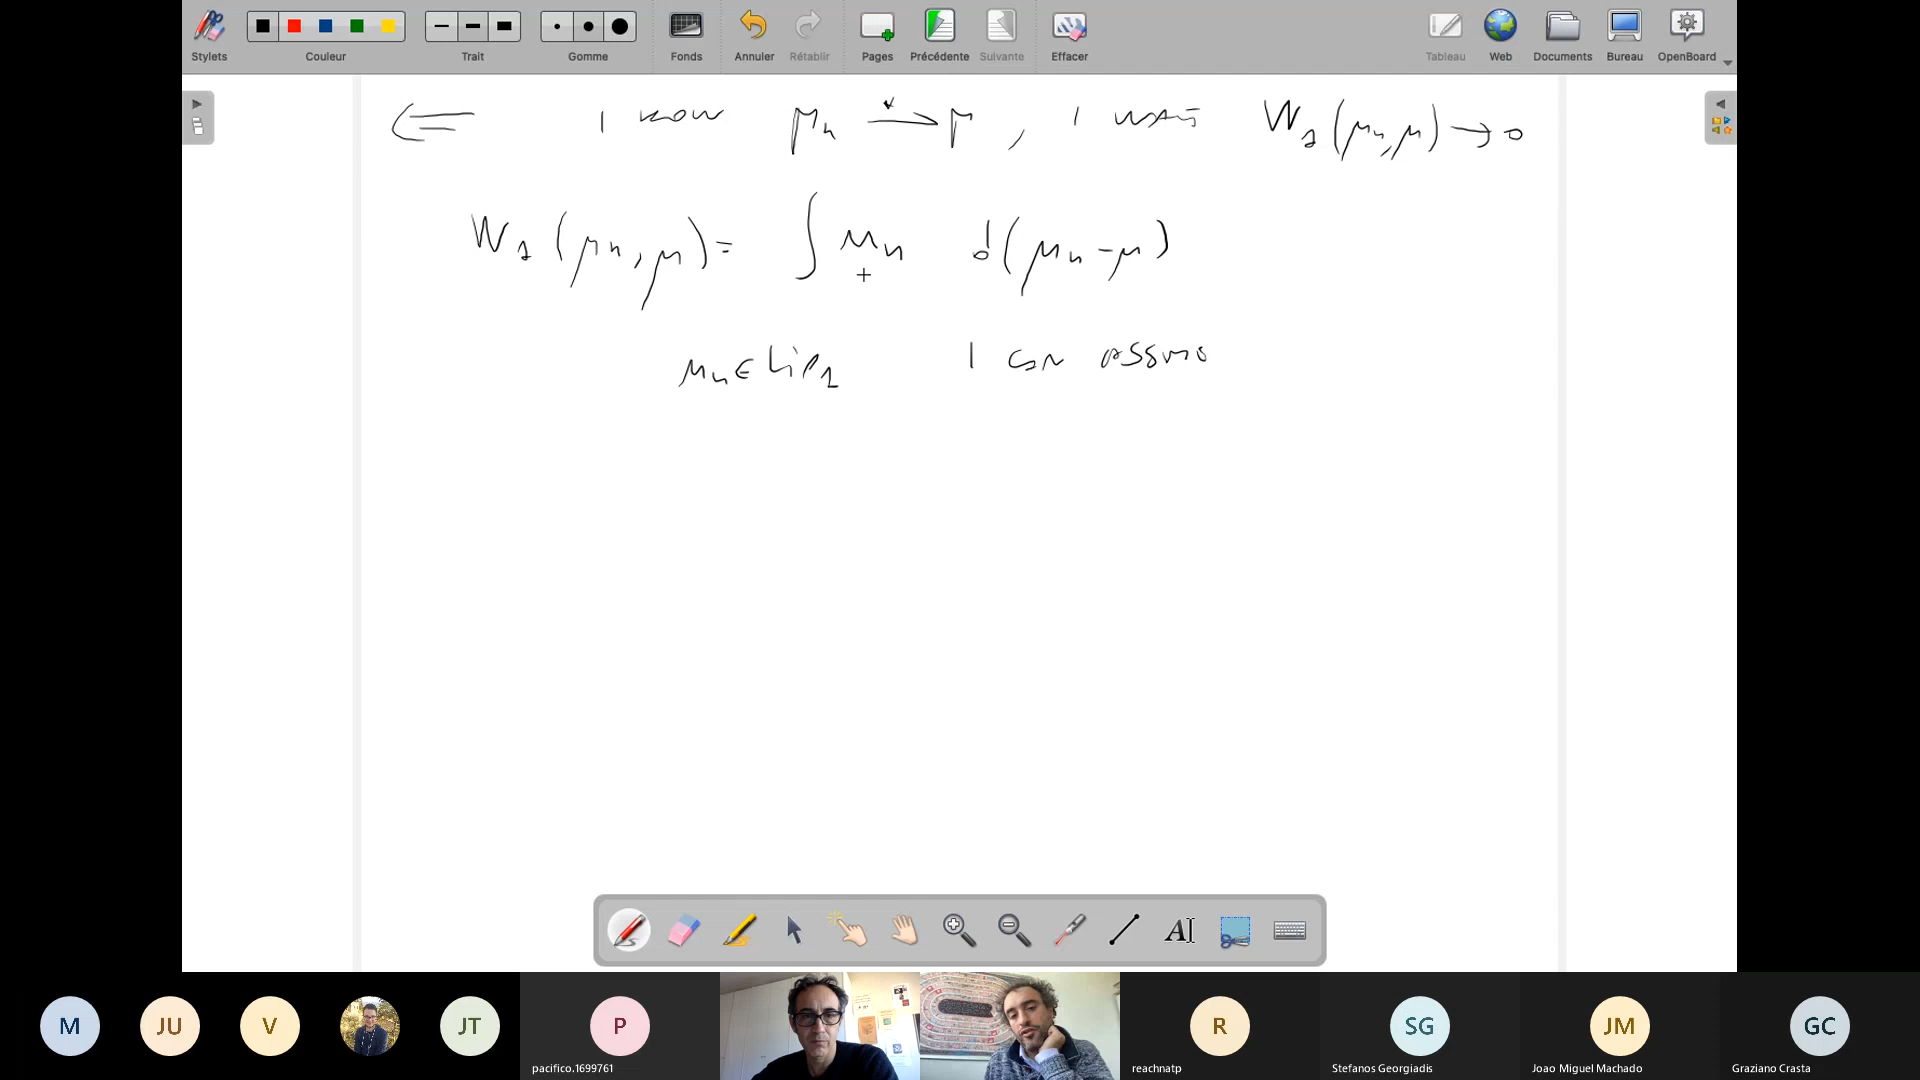 Stylets Couleur Trait Gomme Fonds Annuler Rétablir Pages Précédente Suivante Effacer Tableau Web Documents Bureau OpenBoard
⇐ I know μn ⇀* μ , I want W1(μn, μ) → 0
W1(μn, μ) = ∫ un d(μn - μ)
+
un ∈ Lip1 I can assume
AI
M JU V JT P R SG JM GC
pacifico.1699761 reachnatp Stefanos Georgiadis Joao Miguel Machado Graziano Crasta